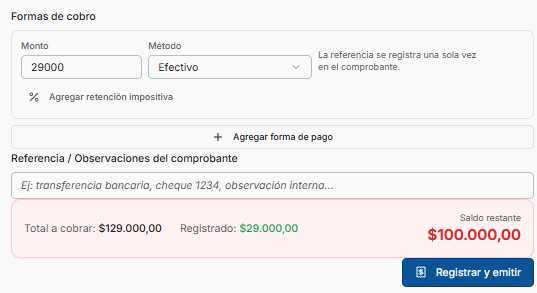 Formas de cobro
Monto
Método
29000
Efectivo
La referencia se registra una sola vez
en el comprobante.
% Agregar retención impositiva
+ Agregar forma de pago
Referencia / Observaciones del comprobante
Ej: transferencia bancaria, cheque 1234, observación interna...
Total a cobrar: $129.000,00 Registrado: $29.000,00
Saldo restante
$100.000,00
Registrar y emitir